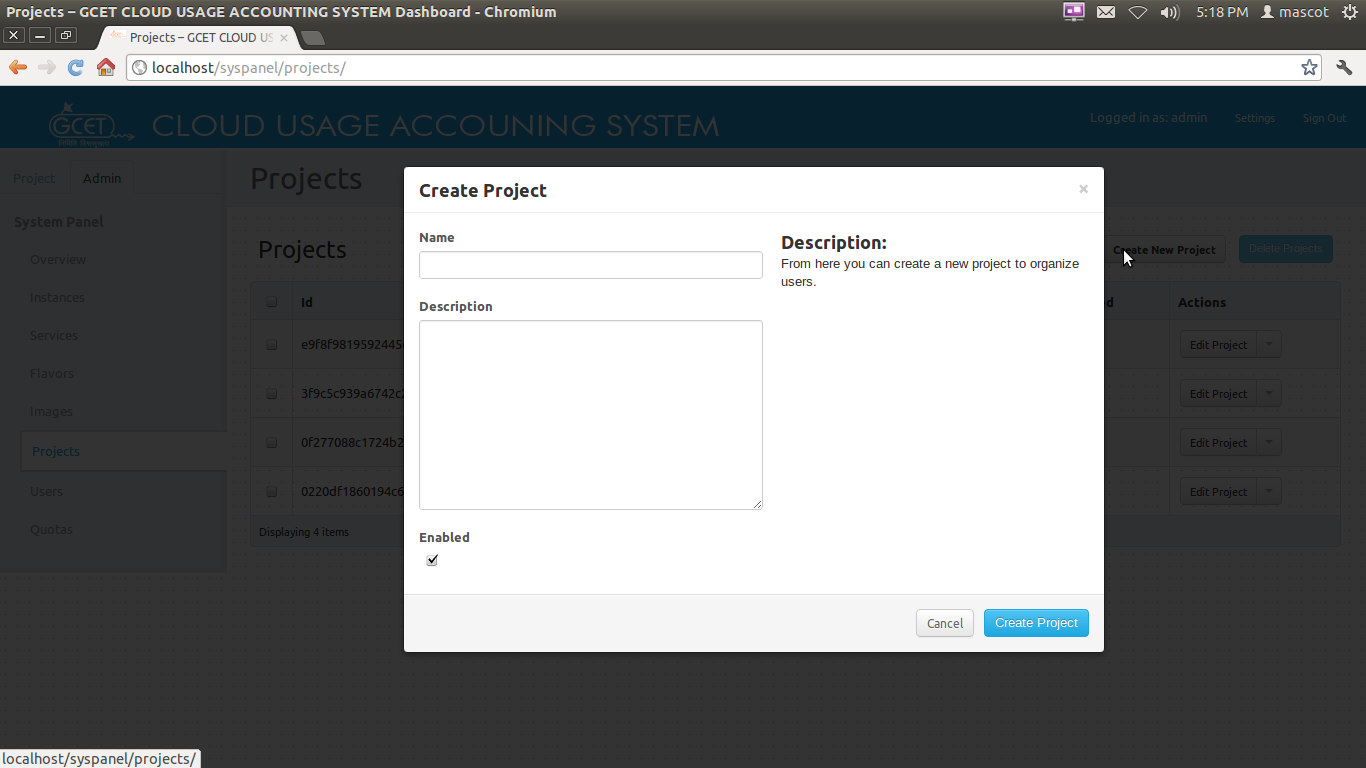 Projects – GCET CLOUD USAGE ACCOUNTING SYSTEM Dashboard - Chromium
5:18 PM
mascot
Projects – GCET CLOUD US
localhost/syspanel/projects/
GCET
CLOUD USAGE ACCOUNING SYSTEM
Logged in as: admin
Settings
Sign Out
Project
Admin
System Panel
Overview
Instances
Services
Flavors
Images
Projects
Users
Quotas
Projects
Projects
Create New Project
Delete Projects
Id
Actions
e9f8f9819592445
Edit Project
3f9c5c939a6742c
Edit Project
0f277088c1724b2
Edit Project
0220df1860194c6
Edit Project
Displaying 4 items
Create Project
Name
Description
Enabled
Description:
From here you can create a new project to organize
users.
Cancel
Create Project
localhost/syspanel/projects/